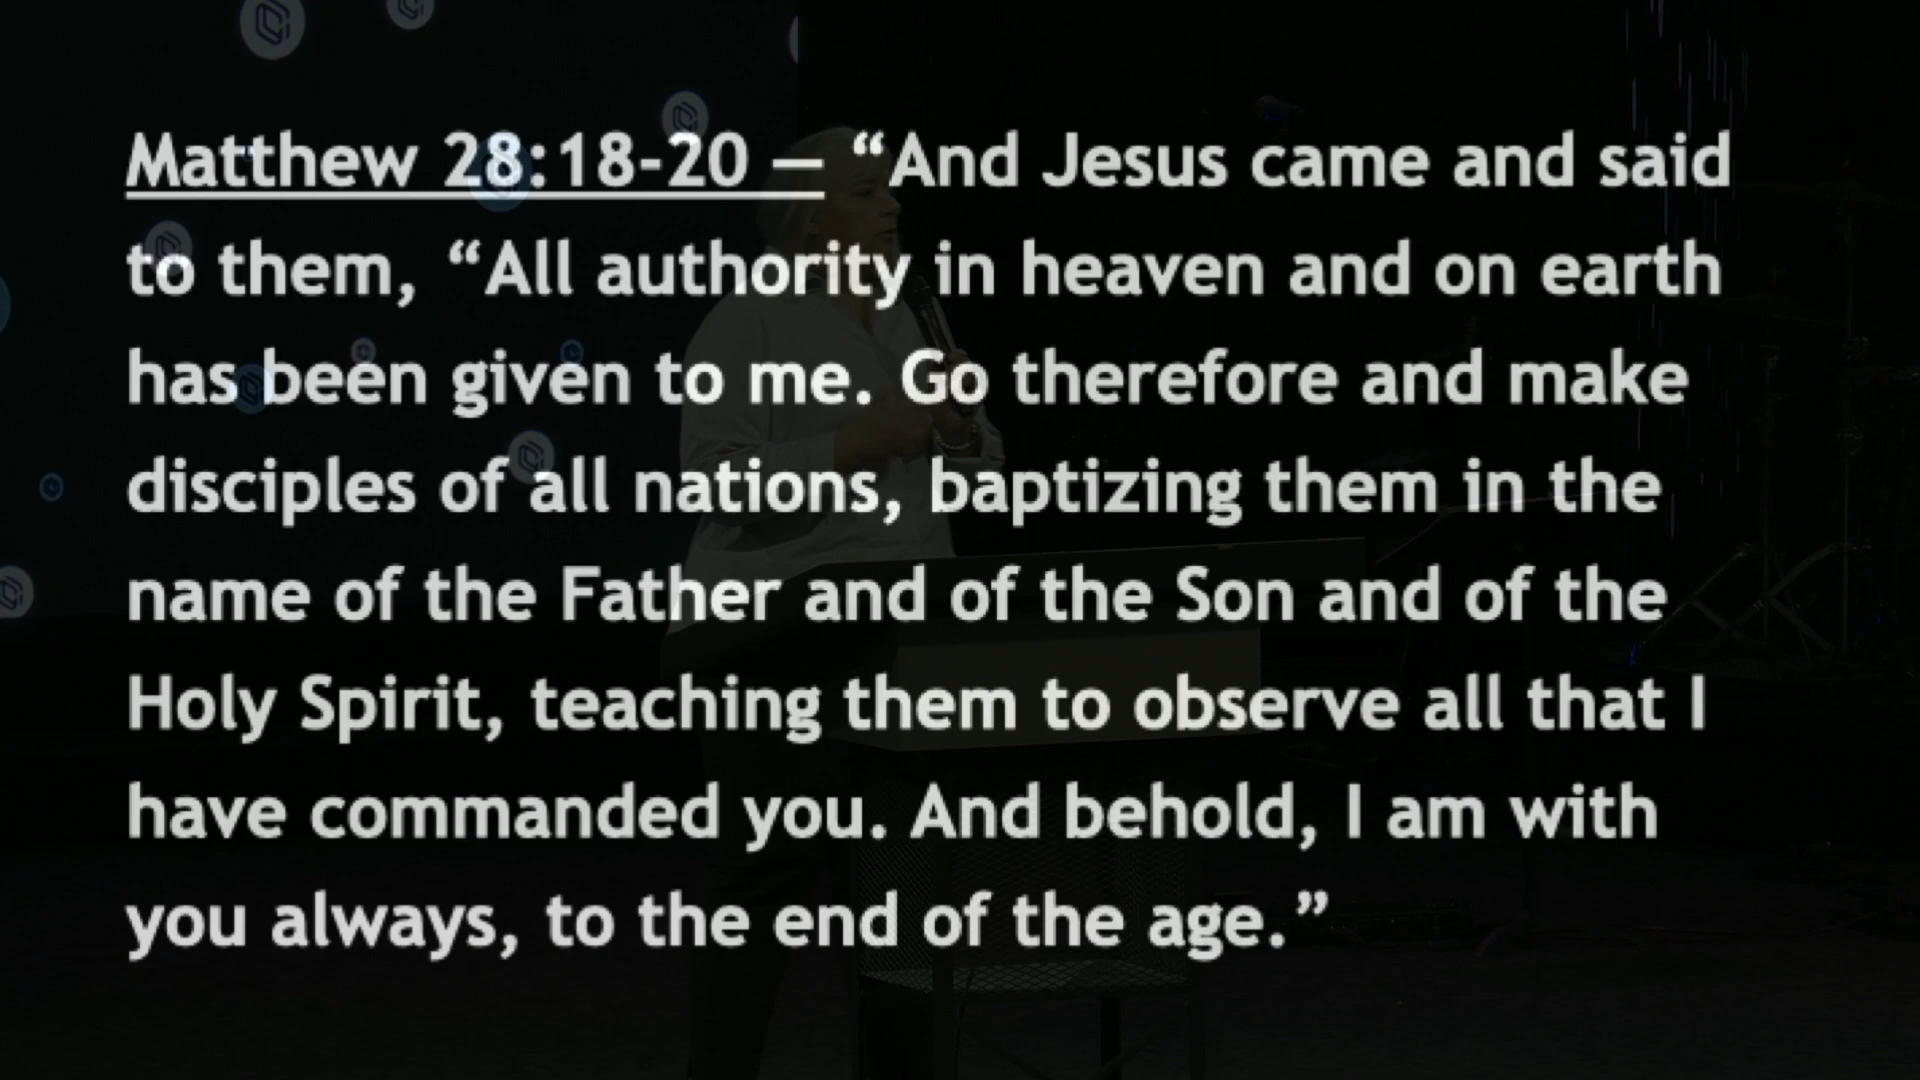 Matthew 28:18-20 — “And Jesus came and said
to them, “All authority in heaven and on earth
has been given to me. Go therefore and make
disciples of all nations, baptizing them in the
name of the Father and of the Son and of the
Holy Spirit, teaching them to observe all that I
have commanded you. And behold, I am with
you always, to the end of the age.”